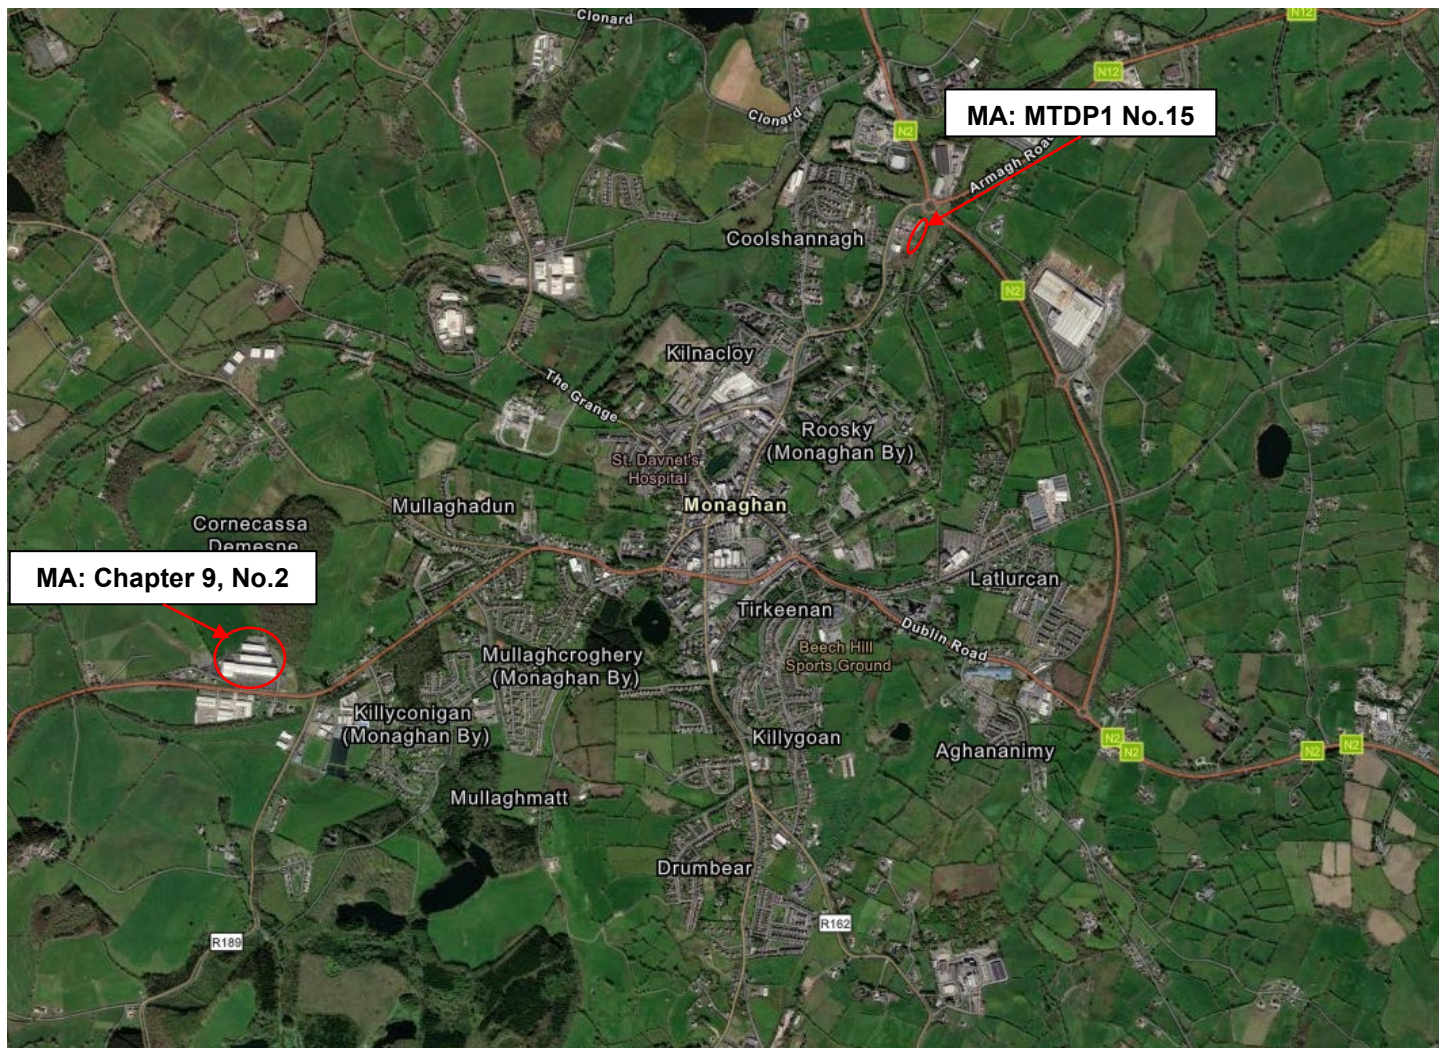 Clonard
N12
N12
MA: MTDP1 No.15
Clonard
N2
Armagh Road
Coolshannagh
N2
Kilnacloy
The Grange
Roosky
(Monaghan By)
St. Davnet's
Hospital
Mullaghadun
Monaghan
Cornecassa
Demesne
MA: Chapter 9, No.2
Latlurcan
Tirkeenan
Dublin Road
Beech Hill
Sports Ground
Mullaghcroghery
(Monaghan By)
Killyconigan
(Monaghan By)
Killygoan
Aghananimy
N2
N2
N2
N2
Mullaghmatt
Drumbear
R162
R189